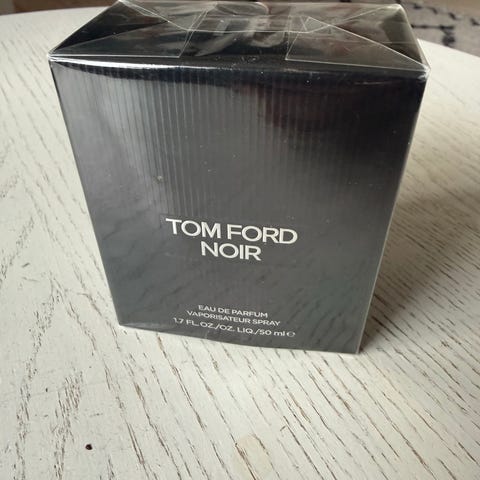 TOM FORD
NOIR
EAU DE PARFUM
VAPORISATEUR SPRAY
1.7 FL.OZ./OZ. LIQ./50 ml ℮